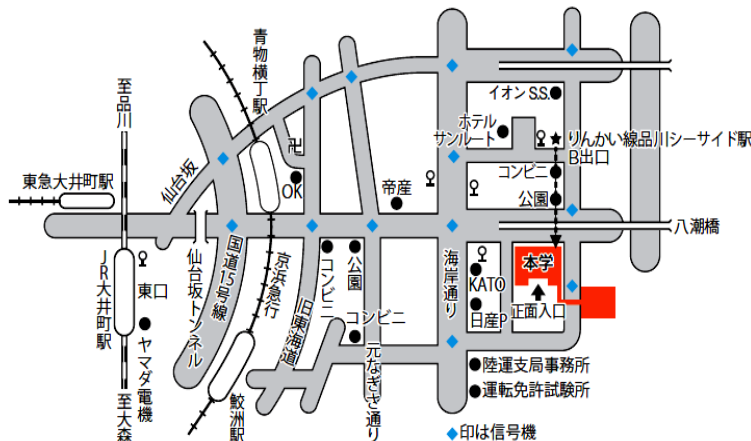 青物横丁駅
至品川
イオンS.S.
ホテル
サンルート
りんかい線品川シーサイド駅
B出口
卍
仙台坂
OK
コンビニ
東急大井町駅
帝産
公園
八潮橋
JR大井町駅
東口
仙台坂トンネル
国道15号線
京浜急行
コンビニ
公園
海岸通り
本学
KATO
旧東海道
コンビニ
日産P
正面入口
ヤマダ電機
元なぎさ通り
陸運支局事務所
至大森
鮫洲駅
運転免許試験所
印は信号機